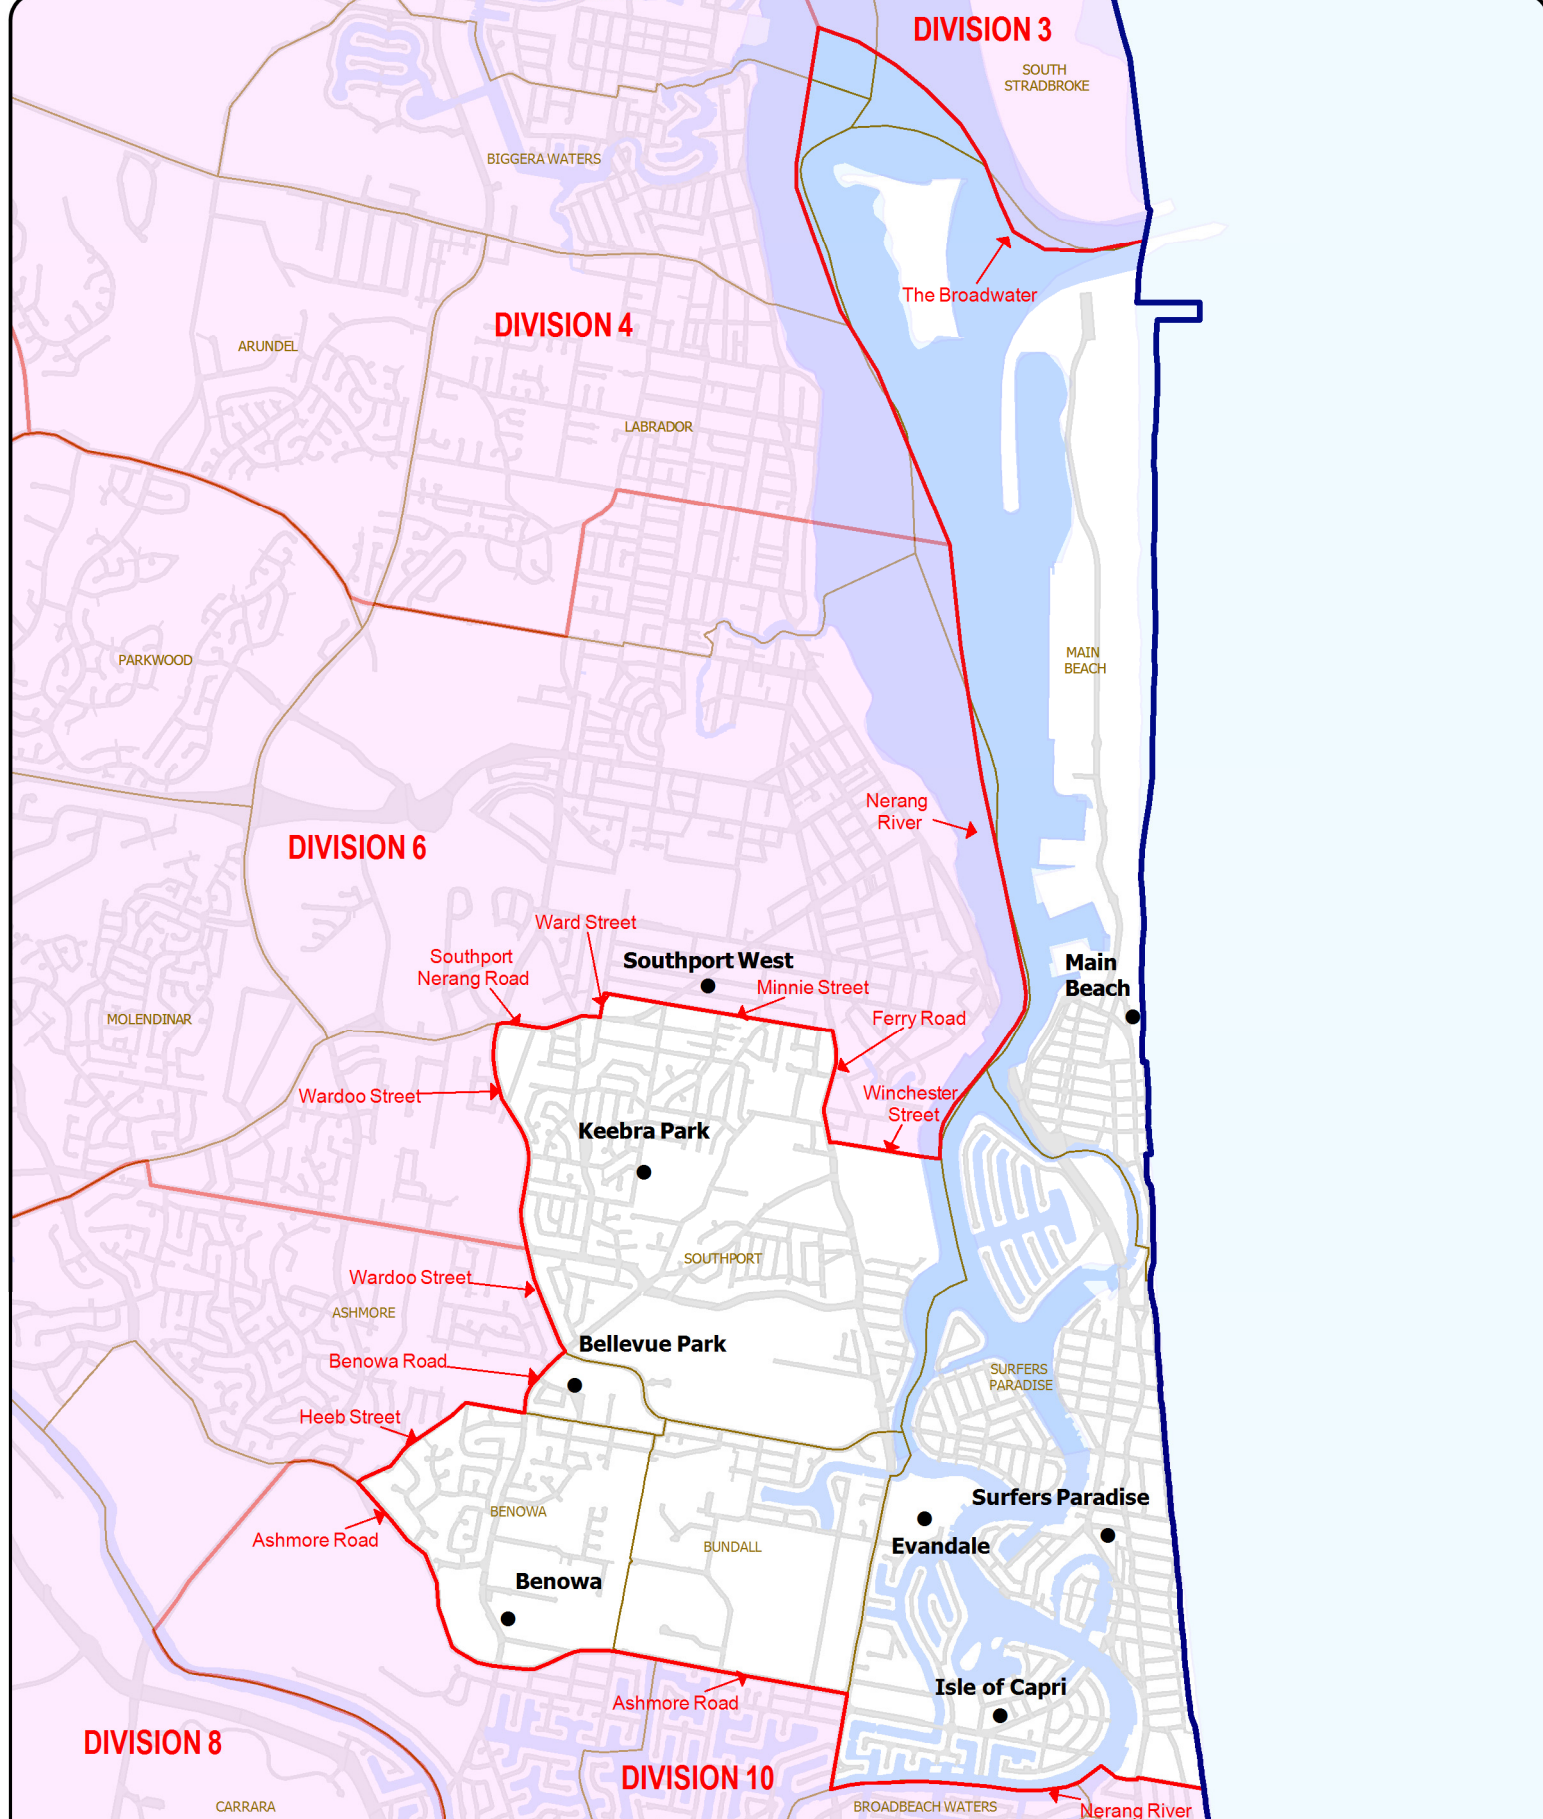 DIVISION 3
SOUTH
STRADBROKE
BIGGERA WATERS
The Broadwater
DIVISION 4
ARUNDEL
LABRADOR
PARKWOOD
MAIN
BEACH
Nerang
River
DIVISION 6
Ward Street
Southport
Nerang Road
Southport West
Main
Beach
Minnie Street
MOLENDINAR
Ferry Road
Wardoo Street
Winchester
Street
Keebra Park
SOUTHPORT
Wardoo Street
ASHMORE
Bellevue Park
Benowa Road
SURFERS
PARADISE
Heeb Street
Surfers Paradise
BENOWA
Ashmore Road
BUNDALL
Evandale
Benowa
Isle of Capri
Ashmore Road
DIVISION 8
DIVISION 10
CARRARA
BROADBEACH WATERS
Nerang River